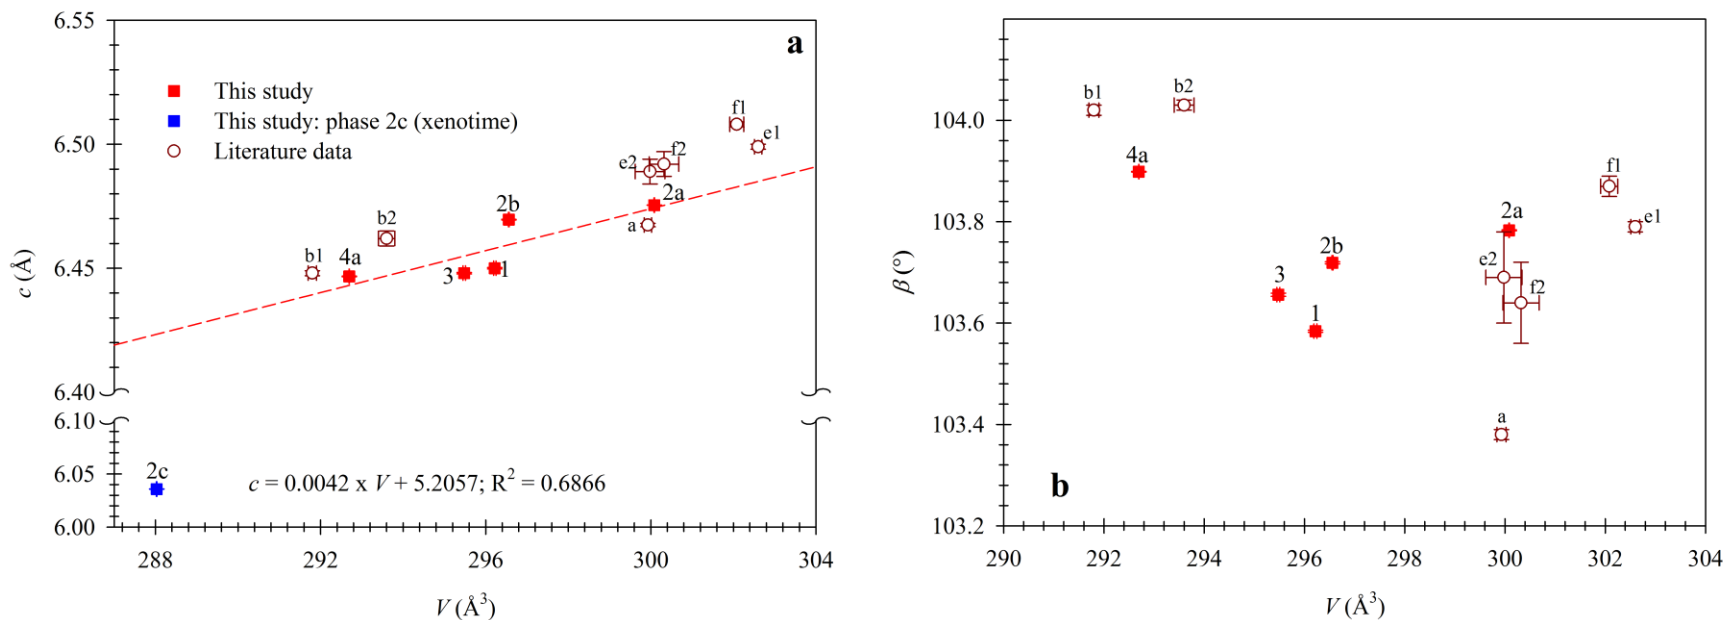 6.55
a
This study
This study: phase 2c (xenotime)
Literature data
6.50
6.45
6.40
6.10
6.05
6.00
c (Å)
f1
e1
e2
f2
2a
a
2b
b2
b1
4a
3
1
2c
c = 0.0042 x V + 5.2057; R² = 0.6866
288
292
296
300
304
V (Å³)
104.0
103.8
103.6
103.4
103.2
β (°)
b1
b2
4a
f1
e1
2a
2b
e2
f2
3
1
a
b
290
292
294
296
298
300
302
304
V (Å³)